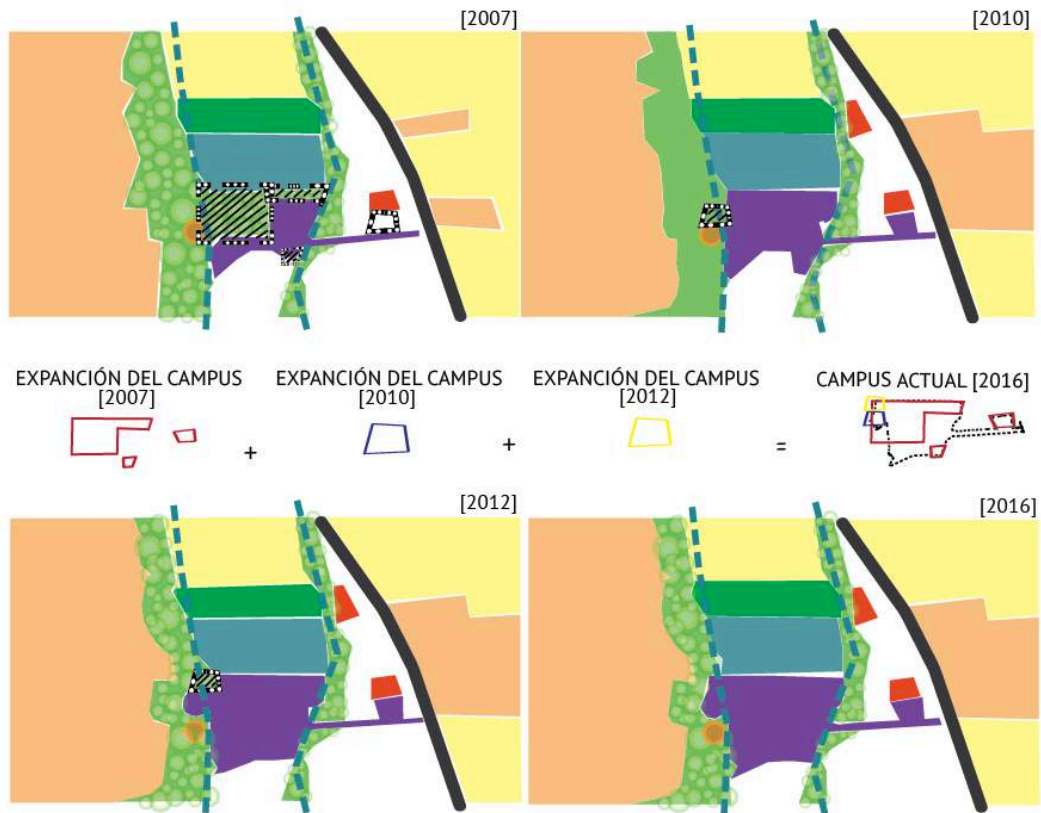 [2007]
[2010]
EXPANCIÓN DEL CAMPUS
[2007]
+
EXPANCIÓN DEL CAMPUS
[2010]
+
EXPANCIÓN DEL CAMPUS
[2012]
=
CAMPUS ACTUAL [2016]
[2012]
[2016]